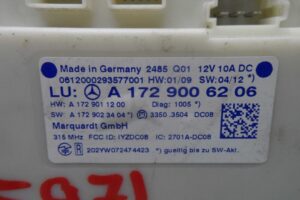 Made in Germany 2485 Q01 12V 10A DC
0612000293577001 HW: 01/09 SW: 04/12 *)
LU: A 172 900 62 06
HW: A 172 901 12 00 Diag: 1005 *)
SW: A 172 902 34 04 *) 3350 .3504 DC08
Marquardt GmbH
315 MHz FCC ID: IYZDC08 IC: 2701A-DC08
202YW072474423 *) gueltig bis zu SW-Akt.